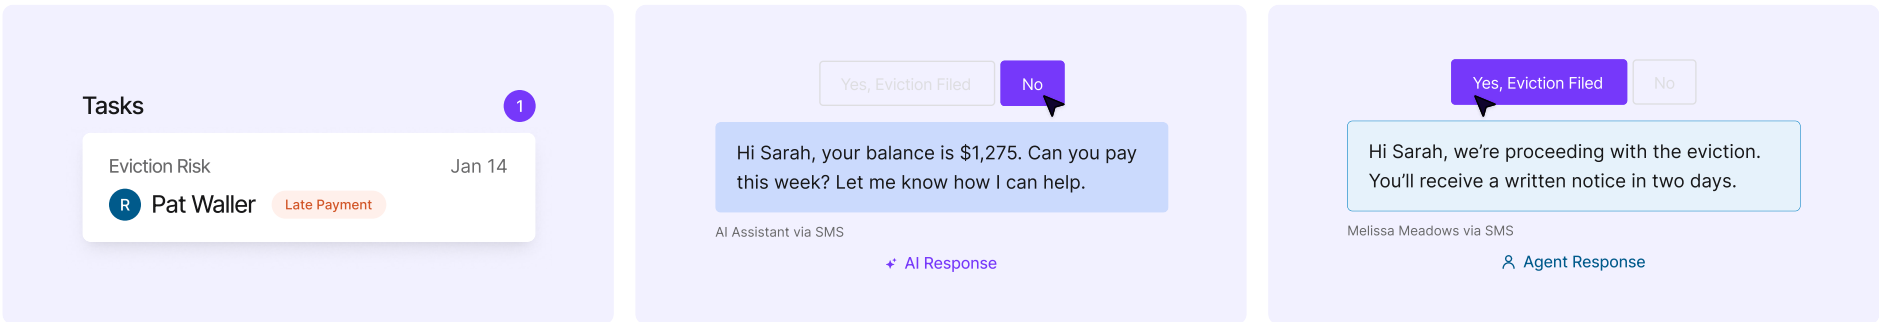 Tasks
1
Eviction Risk
Jan 14
R
Pat Waller
Late Payment
Yes, Eviction Filed
No
Hi Sarah, your balance is $1,275. Can you pay
this week? Let me know how I can help.
AI Assistant via SMS
AI Response
Yes, Eviction Filed
No
Hi Sarah, we’re proceeding with the eviction.
You’ll receive a written notice in two days.
Melissa Meadows via SMS
Agent Response